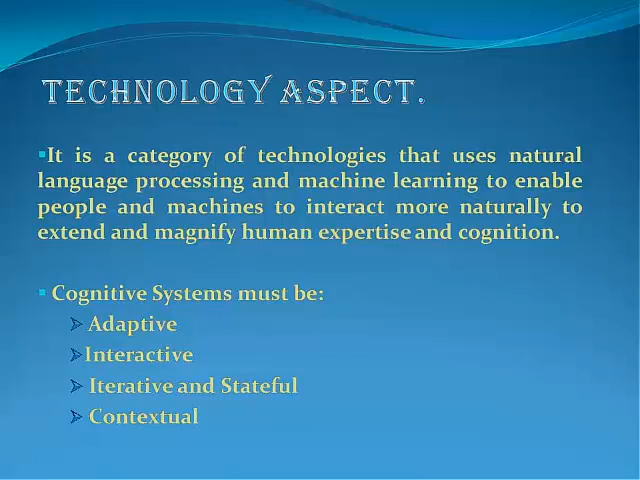 TECHNOLOGY ASPECT.
▪It is a category of technologies that uses natural
language processing and machine learning to enable
people and machines to interact more naturally to
extend and magnify human expertise and cognition.
▪ Cognitive Systems must be:
➢ Adaptive
➢Interactive
➢ Iterative and Stateful
➢ Contextual